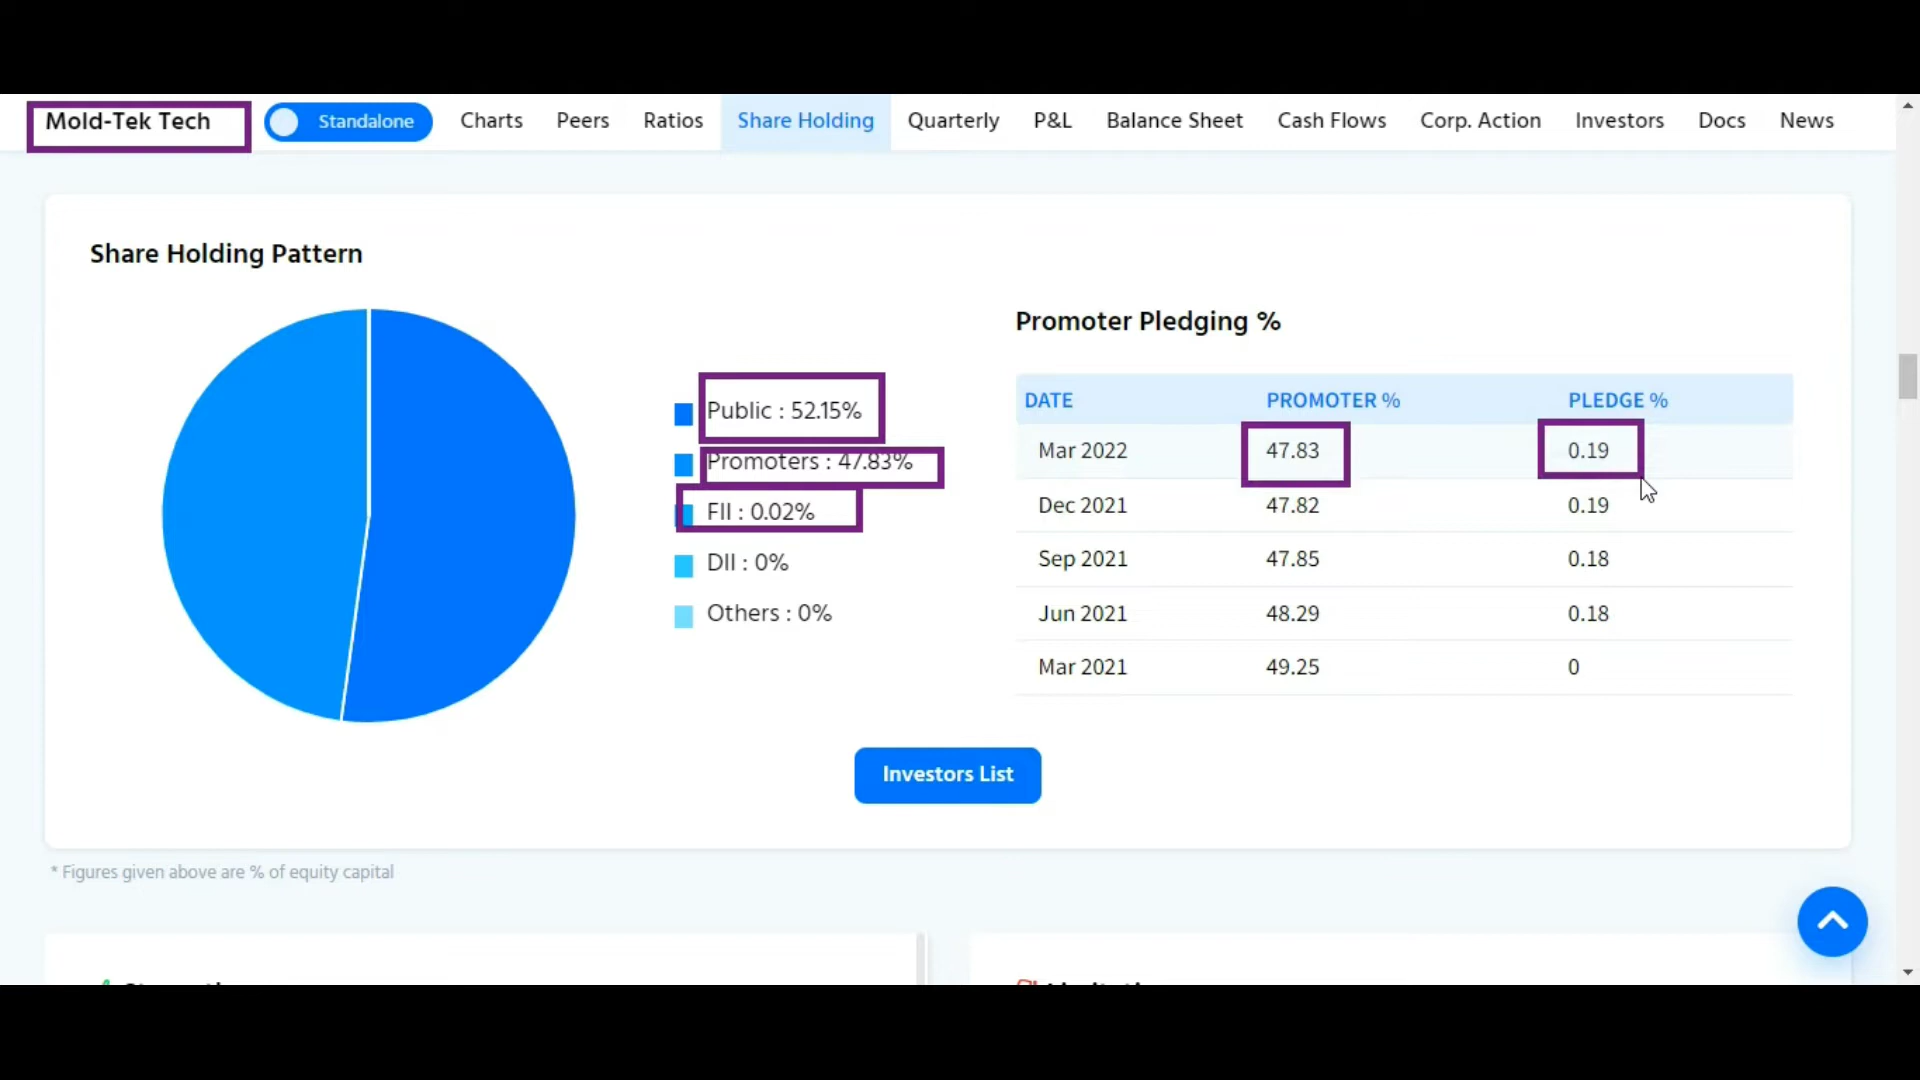 Mold-Tek Tech Standalone Charts Peers Ratios Share Holding Quarterly P&L Balance Sheet Cash Flows Corp. Action Investors Docs News
Share Holding Pattern
Public : 52.15%
Promoters : 47.83%
FII : 0.02%
DII : 0%
Others : 0%
Promoter Pledging %
DATE PROMOTER % PLEDGE %
Mar 2022 47.83 0.19
Dec 2021 47.82 0.19
Sep 2021 47.85 0.18
Jun 2021 48.29 0.18
Mar 2021 49.25 0
Investors List
* Figures given above are % of equity capital